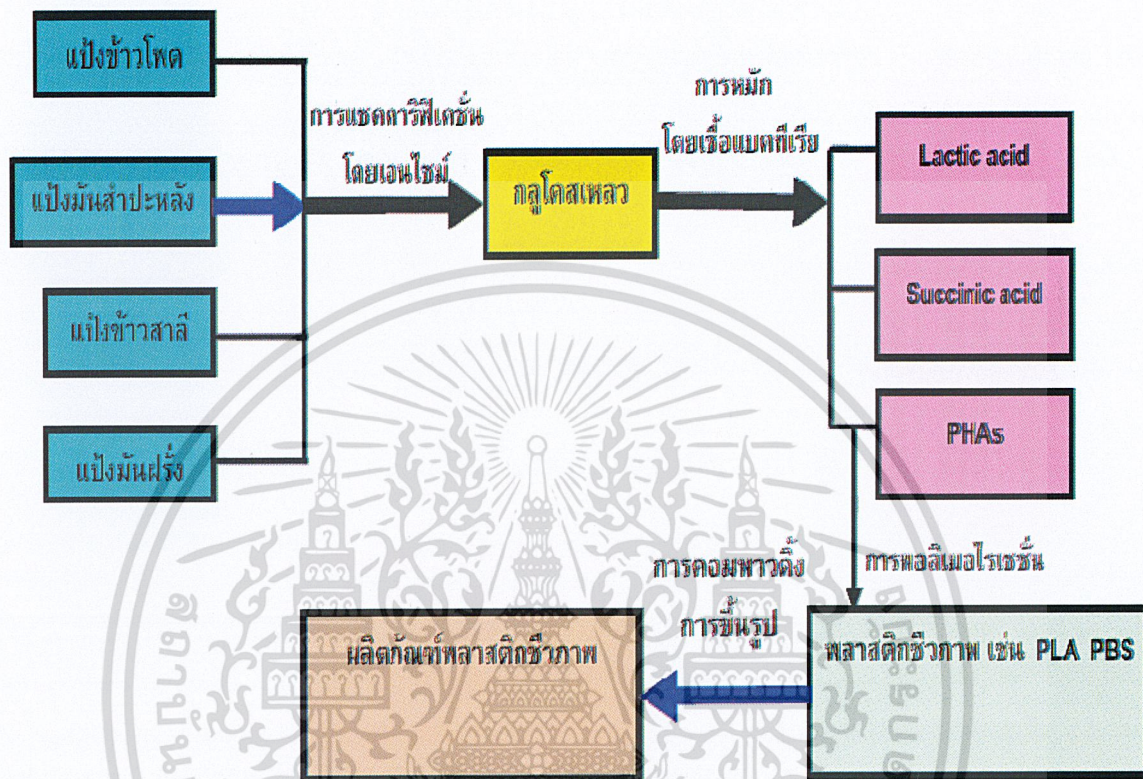 แป้งข้าวโพด
การแซคคาริฟิเคชั่น
โดยเอนไซม์
แป้งมันสำปะหลัง
แป้งข้าวสาลี
แป้งมันฝรั่ง
กลูโคสเหลว
การหมัก
โดยเชื้อแบคทีเรีย
Lactic acid
Succinic acid
PHAs
การพอลิเมอไรเซชั่น
พลาสติกชีวภาพ เช่น PLA PBS
การคอมพาวดิ้ง
การขึ้นรูป
ผลิตภัณฑ์พลาสติกชีวภาพ